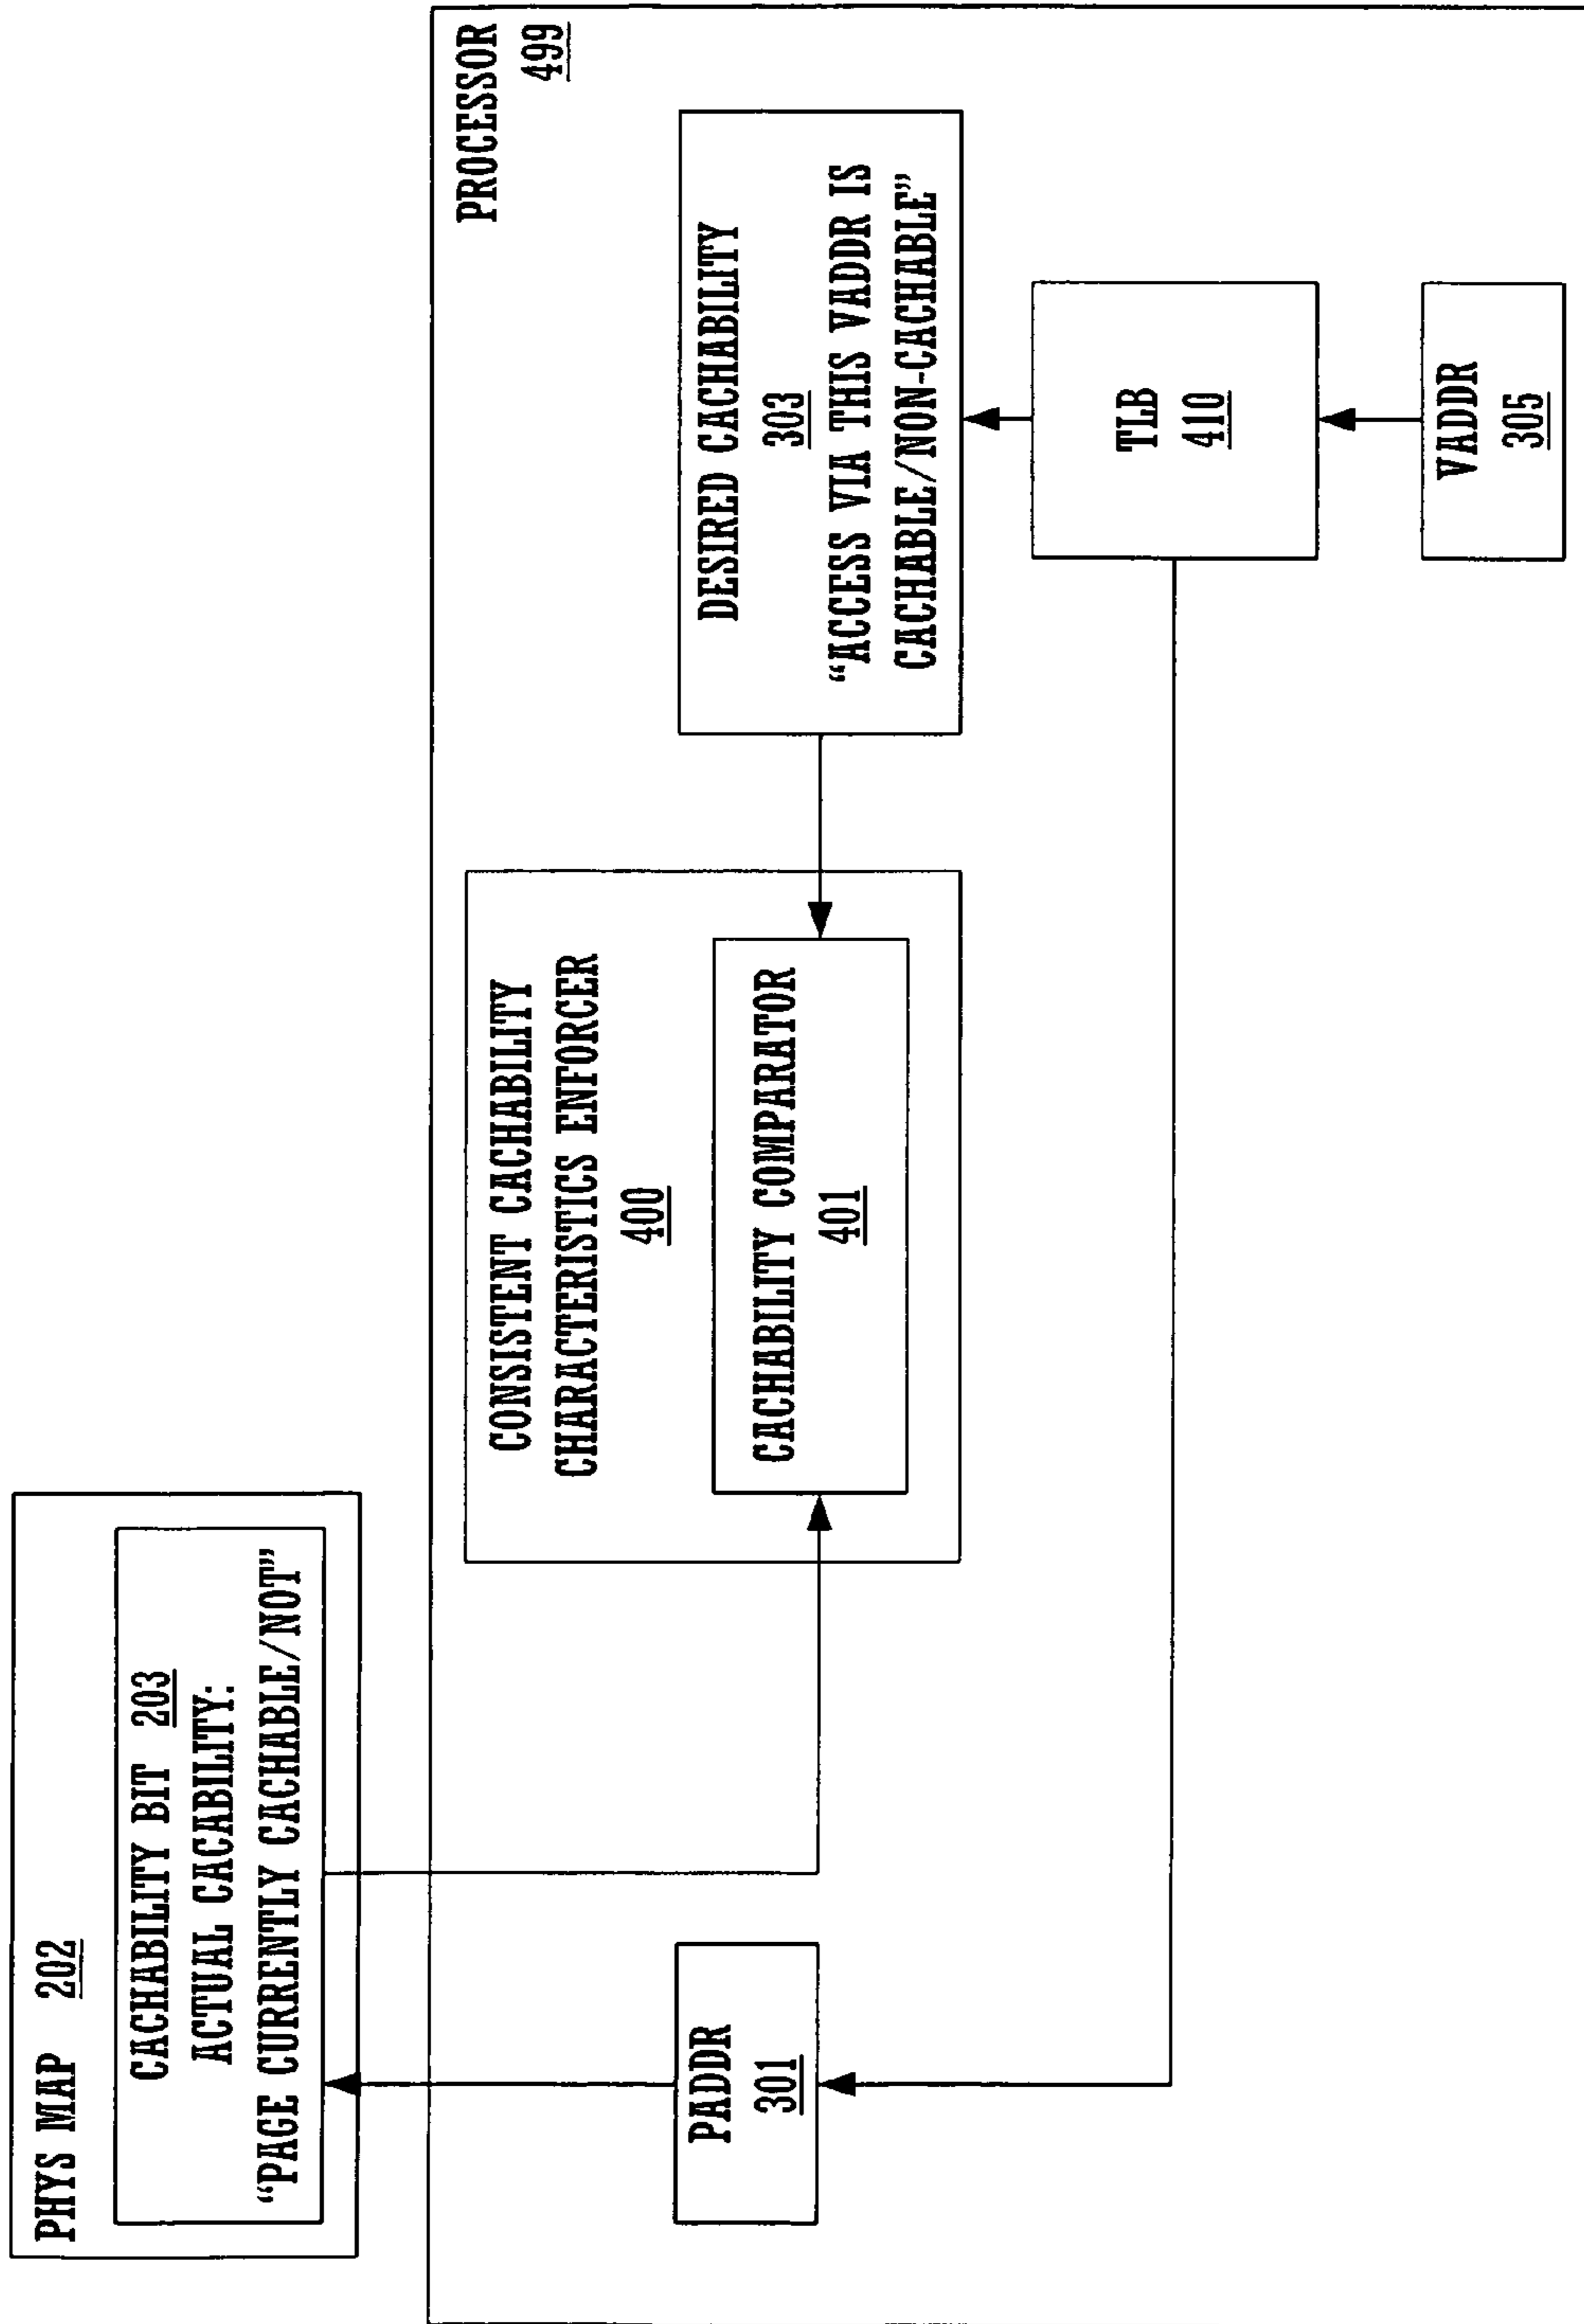 PHYS MAP 202
CACHABILITY BIT 203
ACTUAL CACABILITY:
“PAGE CURRENTLY CACHABLE/NOT”
PROCESSOR
499
CONSISTENT CACHABILITY
CHARACTERISTICS ENFORCER
400
CACHABILITY COMPARATOR
401
DESIRED CACHABILITY
303
“ACCESS VIA THIS VADDR IS
CACHABLE/NON-CACHABLE”
PADDR
301
TLB
410
VADDR
305